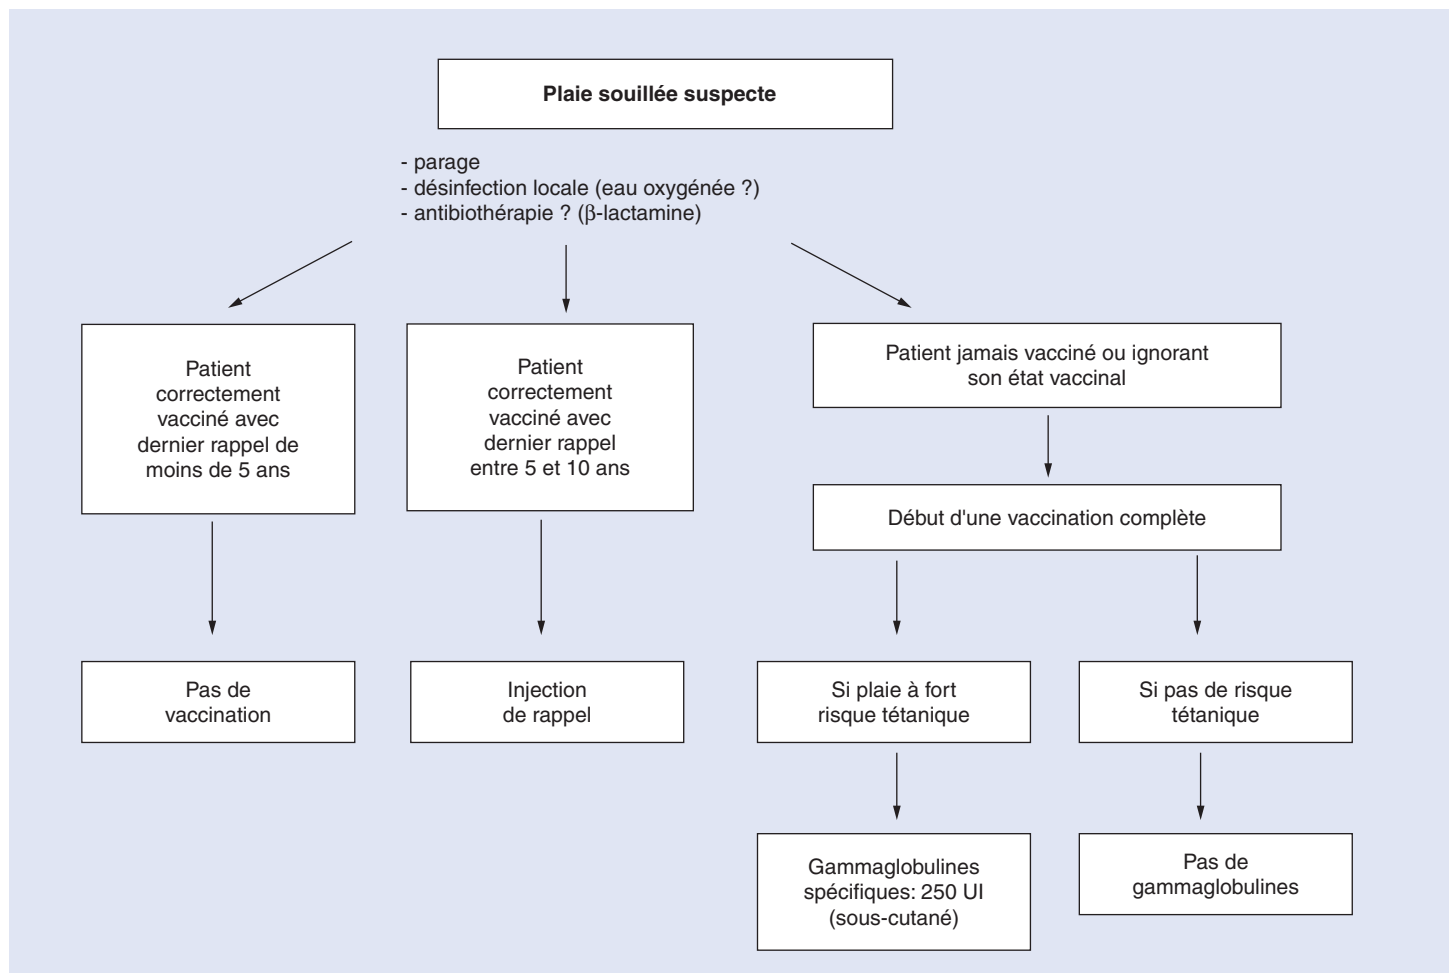 Plaie souillée suspecte
- parage
- désinfection locale (eau oxygénée ?)
- antibiothérapie ? (β-lactamine)
Patient
correctement
vacciné avec
dernier rappel de
moins de 5 ans
Patient
correctement
vacciné avec
dernier rappel
entre 5 et 10 ans
Patient jamais vacciné ou ignorant
son état vaccinal
Début d'une vaccination complète
Pas de
vaccination
Injection
de rappel
Si plaie à fort
risque tétanique
Si pas de risque
tétanique
Gammaglobulines
spécifiques: 250 UI
(sous-cutané)
Pas de
gammaglobulines